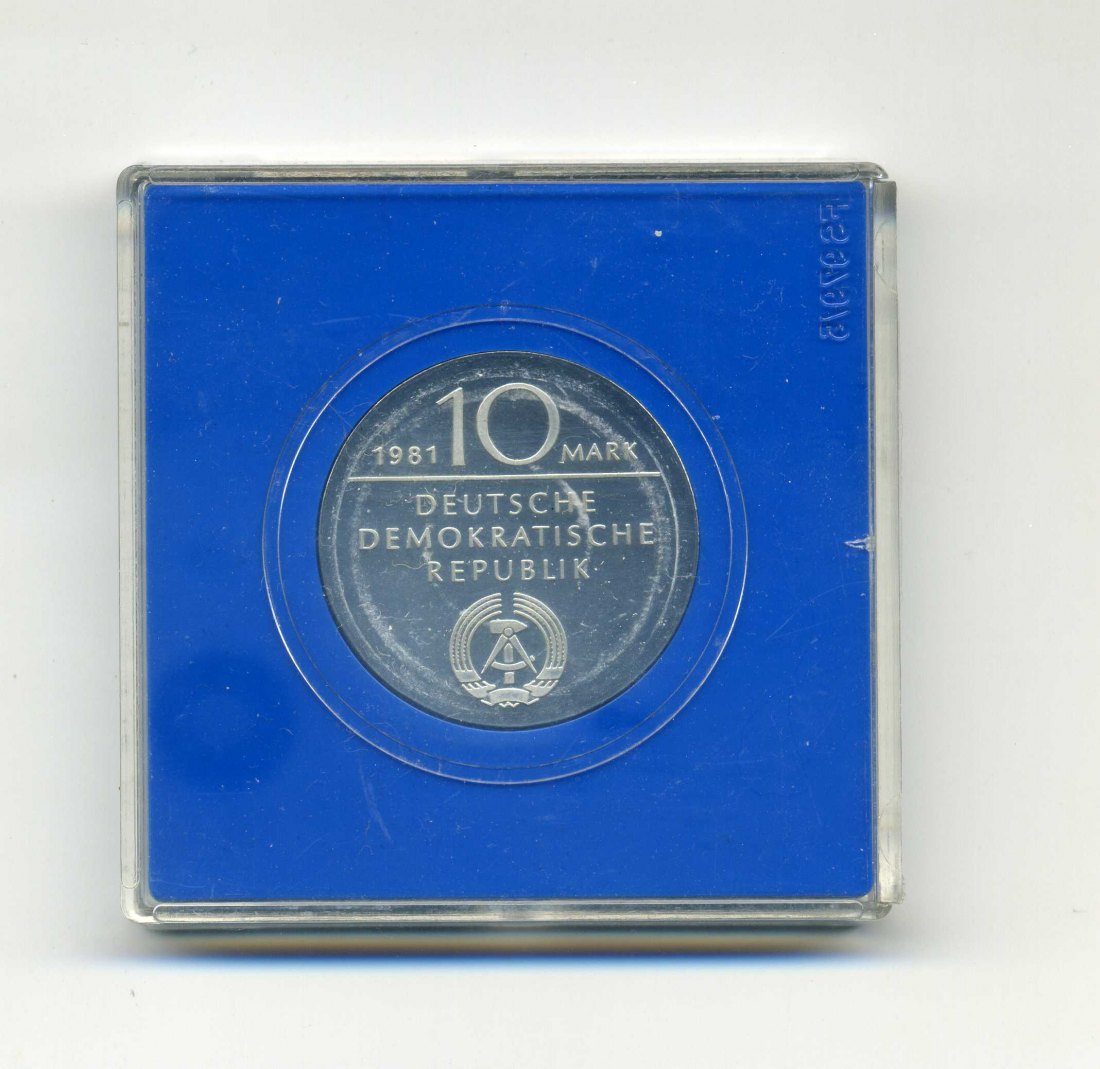 1981 10 MARK
DEUTSCHE
DEMOKRATISCHE
REPUBLIK